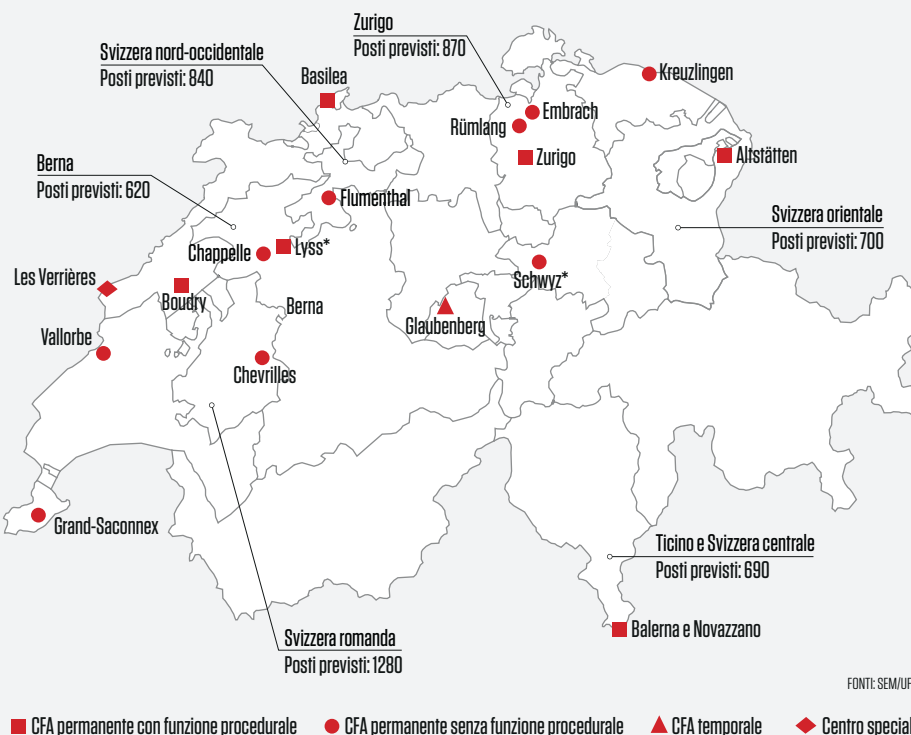 Zurigo
Posti previsti: 870
Svizzera nord-occidentale
Posti previsti: 840
Basilea
Kreuzlingen
Embrach
Rümlang
Zurigo
Altstätten
Berna
Posti previsti: 620
Flumenthal
Svizzera orientale
Posti previsti: 700
Chappelle
Lyss*
Les Verrières
Boudry
Berna
Schwyz*
Glaubenberg
Vallorbe
Chevrilles
Grand-Saconnex
Ticino e Svizzera centrale
Posti previsti: 690
Balerna e Novazzano
Svizzera romanda
Posti previsti: 1280
FONTI: SEM/UF
CFA permanente con funzione procedurale
CFA permanente senza funzione procedurale
CFA temporale
Centro special